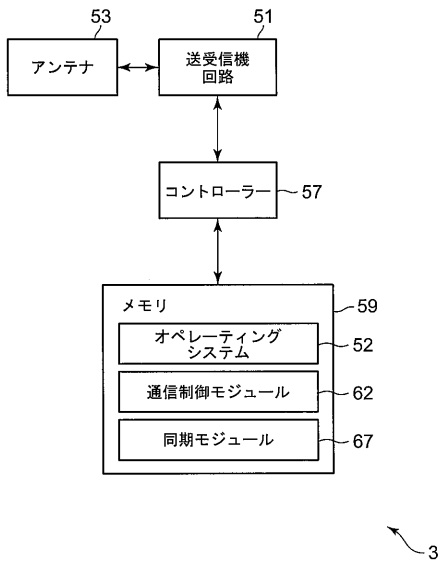 53
51
アンテナ
送受信機
回路
コントローラー
57
メモリ
59
オペレーティング
システム
52
通信制御モジュール
62
同期モジュール
67
3